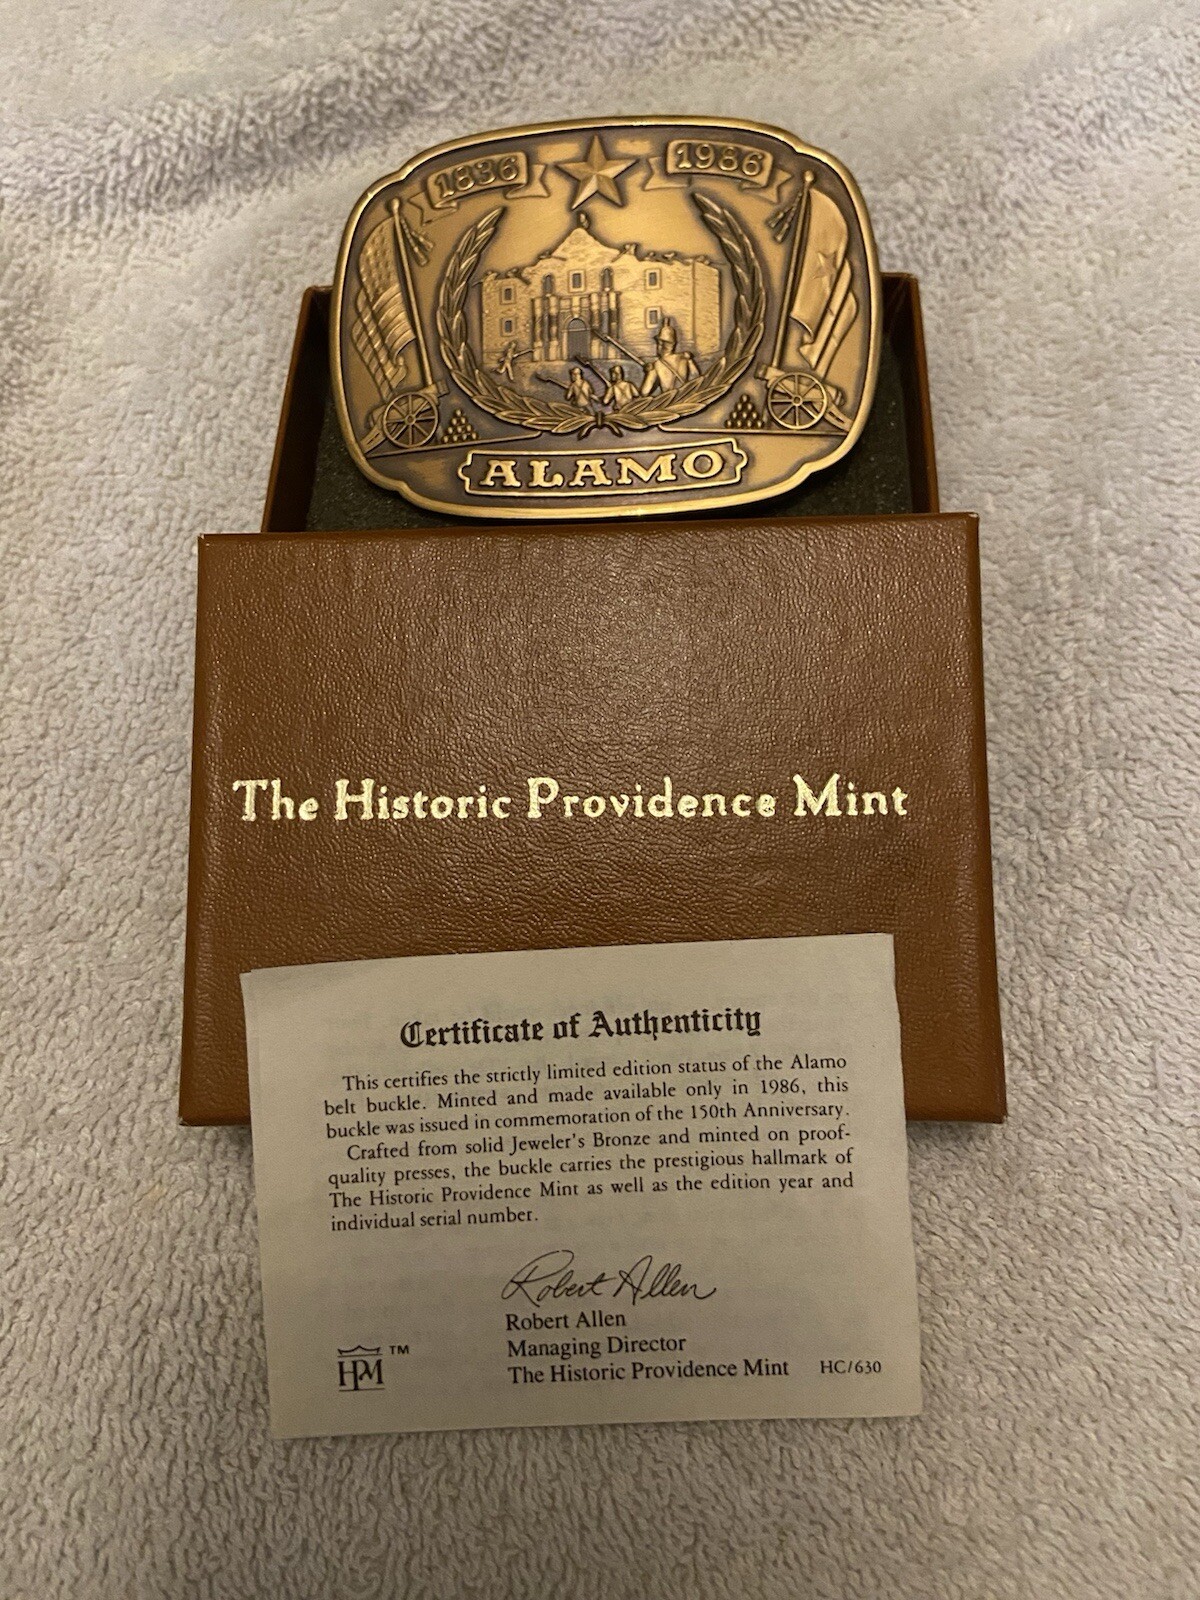 1836 1986
ALAMO
The Historic Providence Mint
Certificate of Authenticity
This certifies the strictly limited edition status of the Alamo
belt buckle. Minted and made available only in 1986, this
buckle was issued in commemoration of the 150th Anniversary.
Crafted from solid Jeweler's Bronze and minted on proof-
quality presses, the buckle carries the prestigious hallmark of
The Historic Providence Mint as well as the edition year and
individual serial number.
Robert Allen
Robert Allen
Managing Director
The Historic Providence Mint HC/630
HPM ™